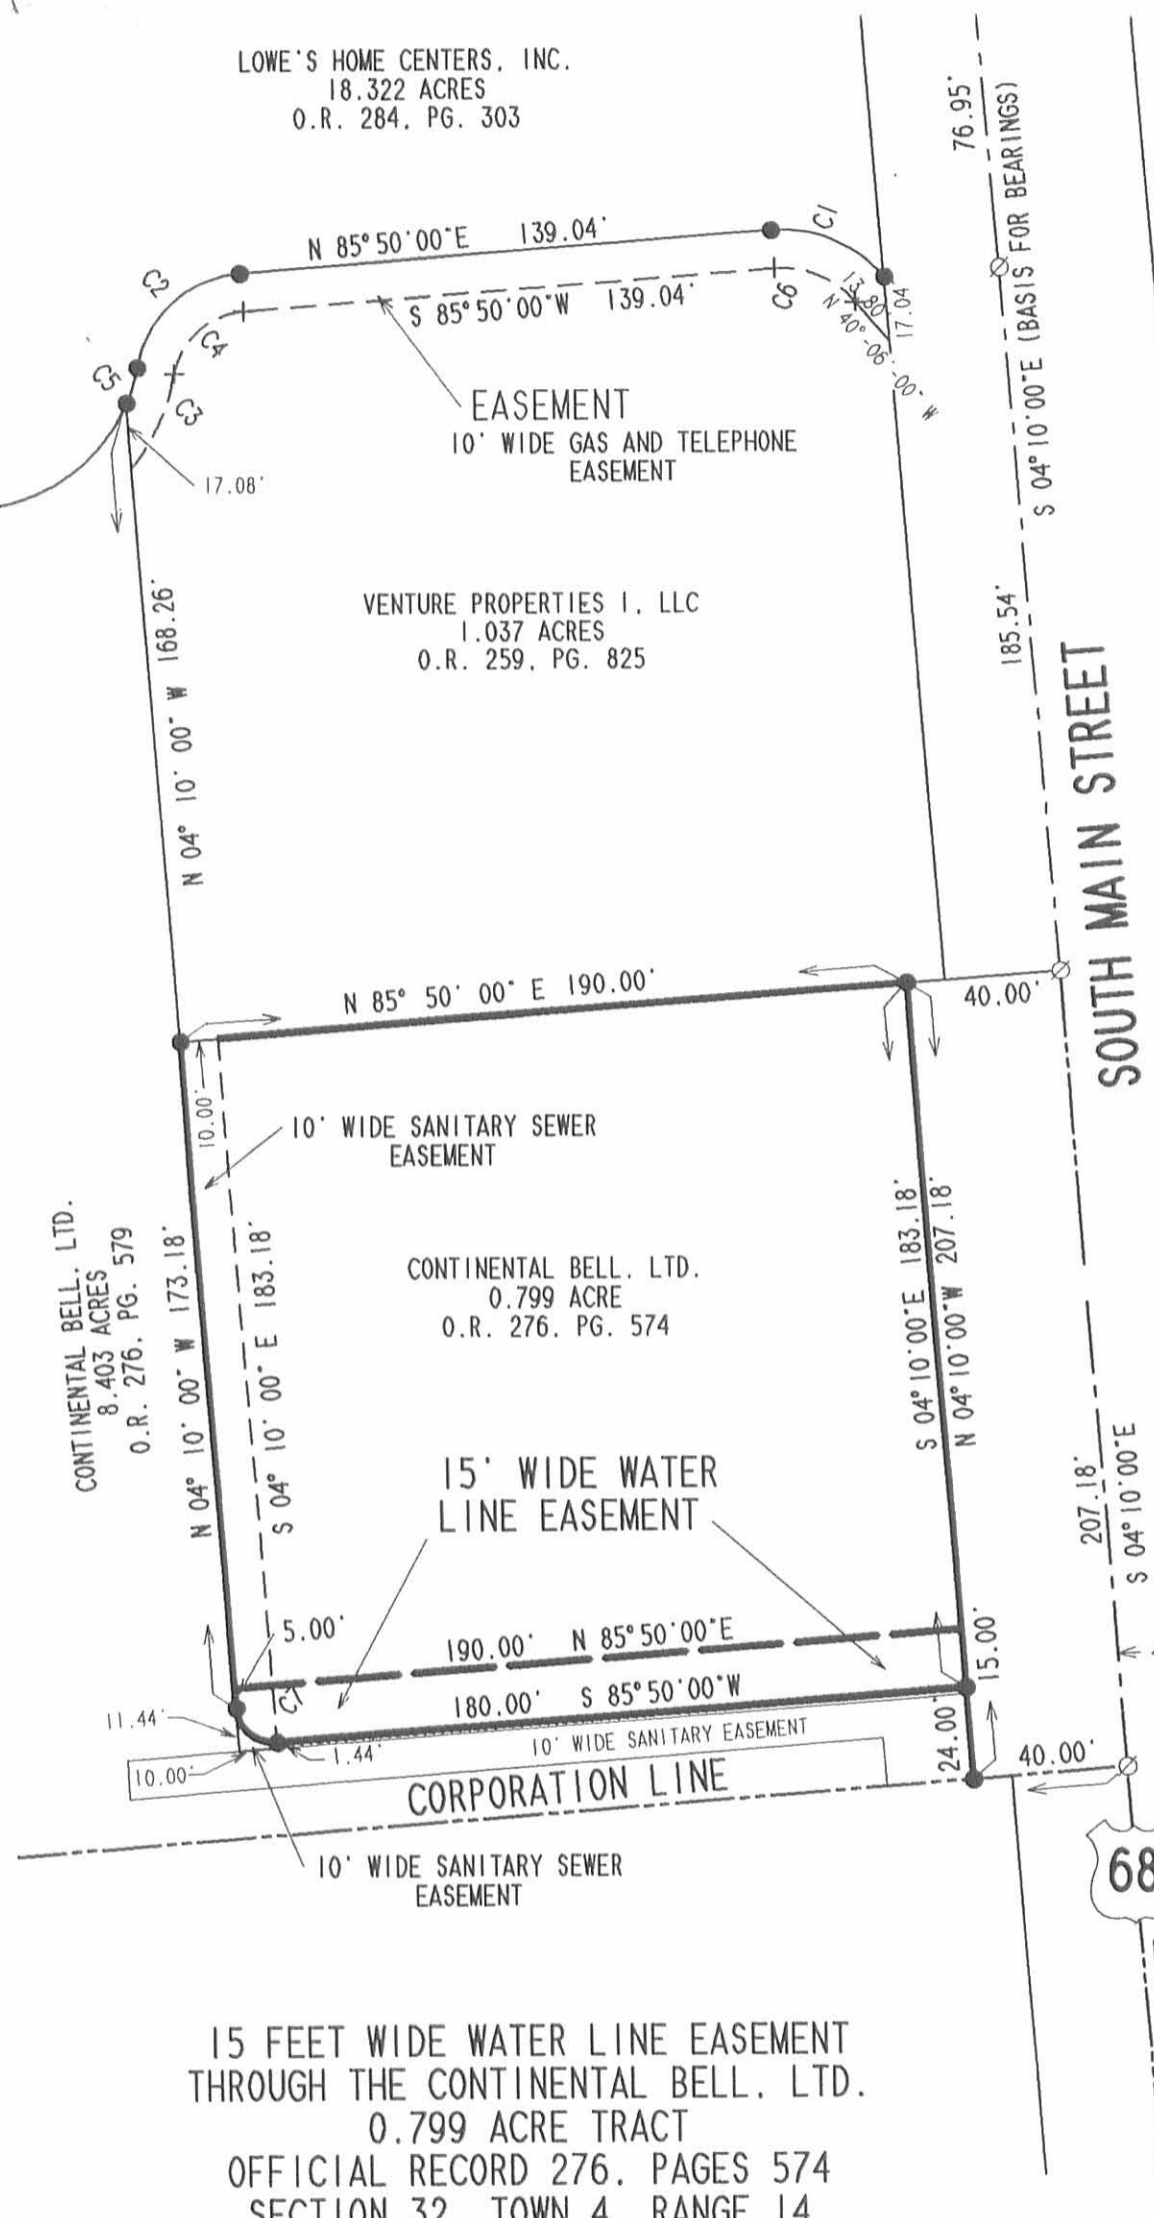 LOWE'S HOME CENTERS, INC.
18.322 ACRES
O.R. 284, PG. 303
76.95'
S 04°10'00"E (BASIS FOR BEARINGS)
C1
N 85°50'00"E 139.04'
C2
S 85°50'00"W 139.04'
C6
13.80'
17.04
N 40°-06'-00" W
C4
C5
C3
EASEMENT
10' WIDE GAS AND TELEPHONE
EASEMENT
17.08'
VENTURE PROPERTIES I, LLC
1.037 ACRES
O.R. 259, PG. 825
N 04° 10' 00" W 168.26'
185.54'
SOUTH MAIN STREET
N 85° 50' 00" E 190.00'
40.00'
10.00'
10' WIDE SANITARY SEWER
EASEMENT
CONTINENTAL BELL, LTD.
8.403 ACRES
O.R. 276, PG. 579
N 04° 10' 00" W 173.18'
S 04° 10' 00" E 183.18'
CONTINENTAL BELL, LTD.
0.799 ACRE
O.R. 276, PG. 574
S 04°10'00"E 183.18'
N 04°10'00"W 207.18'
15' WIDE WATER
LINE EASEMENT
207.18'
S 04°10'00"E
5.00'
190.00' N 85°50'00"E
15.00'
180.00' S 85°50'00"W
11.44'
1.44'
10' WIDE SANITARY EASEMENT
24.00'
40.00'
10.00'
CORPORATION LINE
10' WIDE SANITARY SEWER
EASEMENT
68
15 FEET WIDE WATER LINE EASEMENT
THROUGH THE CONTINENTAL BELL, LTD.
0.799 ACRE TRACT
OFFICIAL RECORD 276, PAGES 574
SECTION 32, TOWN 4, RANGE 14